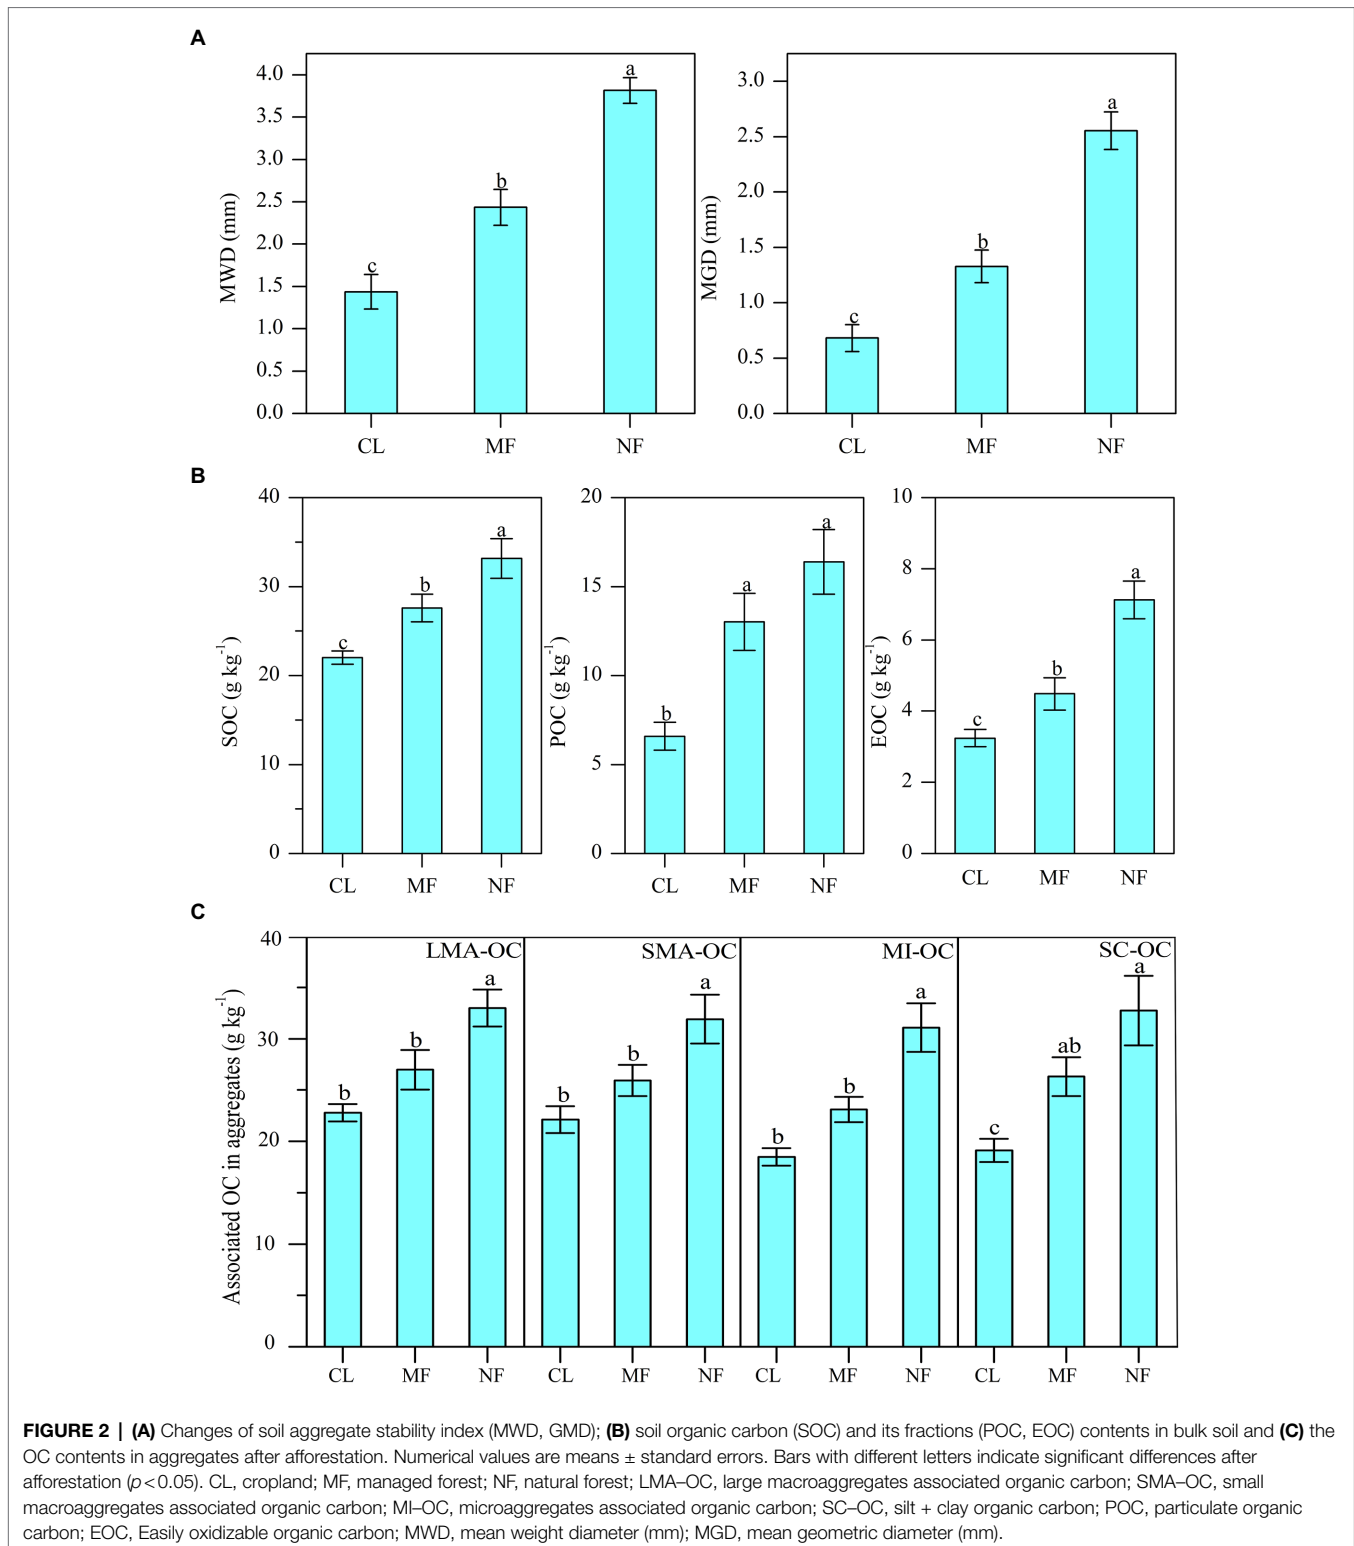 A
MWD (mm)
4.0
3.5
3.0
2.5
2.0
1.5
1.0
0.5
0.0
c
b
a
CL
MF
NF
MGD (mm)
3.0
2.5
2.0
1.5
1.0
0.5
0.0
c
b
a
CL
MF
NF
B
SOC (g kg-1)
40
30
20
10
0
c
b
a
CL
MF
NF
POC (g kg-1)
20
15
10
5
0
b
a
a
CL
MF
NF
EOC (g kg-1)
10
8
6
4
2
0
c
b
a
CL
MF
NF
C
Associated OC in aggregates (g kg-1)
40
30
20
10
0
LMA-OC
b
b
a
CL
MF
NF
SMA-OC
b
b
a
CL
MF
NF
MI-OC
b
b
a
CL
MF
NF
SC-OC
c
ab
a
CL
MF
NF
FIGURE 2 | (A) Changes of soil aggregate stability index (MWD, GMD); (B) soil organic carbon (SOC) and its fractions (POC, EOC) contents in bulk soil and (C) the
OC contents in aggregates after afforestation. Numerical values are means ± standard errors. Bars with different letters indicate significant differences after
afforestation (p<0.05). CL, cropland; MF, managed forest; NF, natural forest; LMA–OC, large macroaggregates associated organic carbon; SMA–OC, small
macroaggregates associated organic carbon; MI–OC, microaggregates associated organic carbon; SC–OC, silt + clay organic carbon; POC, particulate organic
carbon; EOC, Easily oxidizable organic carbon; MWD, mean weight diameter (mm); MGD, mean geometric diameter (mm).